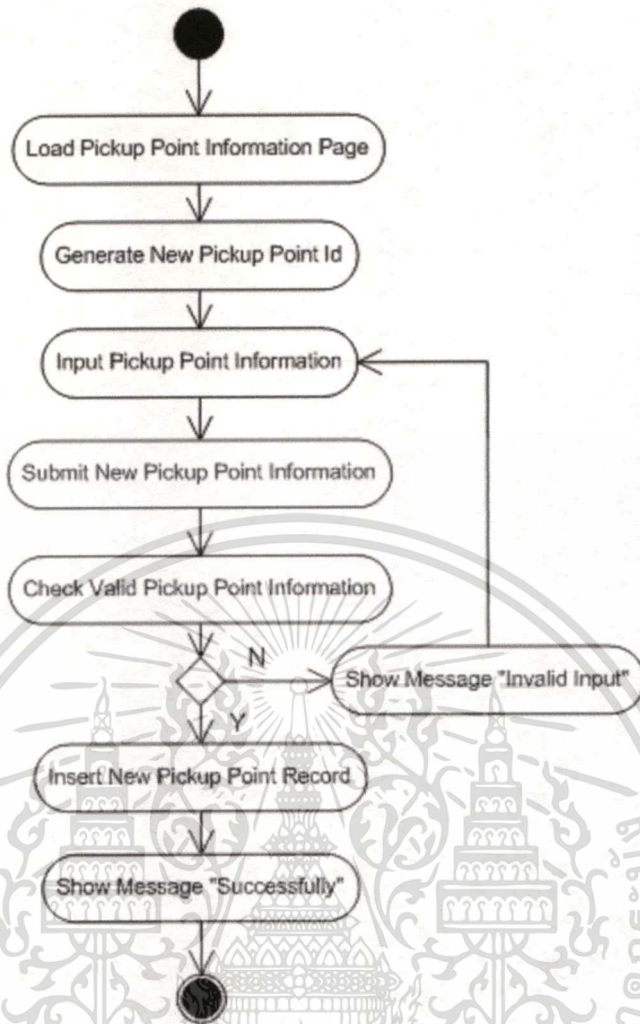 Load Pickup Point Information Page
Generate New Pickup Point Id
Input Pickup Point Information
Submit New Pickup Point Information
Check Valid Pickup Point Information
N
Show Message "Invalid Input"
Y
Insert New Pickup Point Record
Show Message "Successfully"